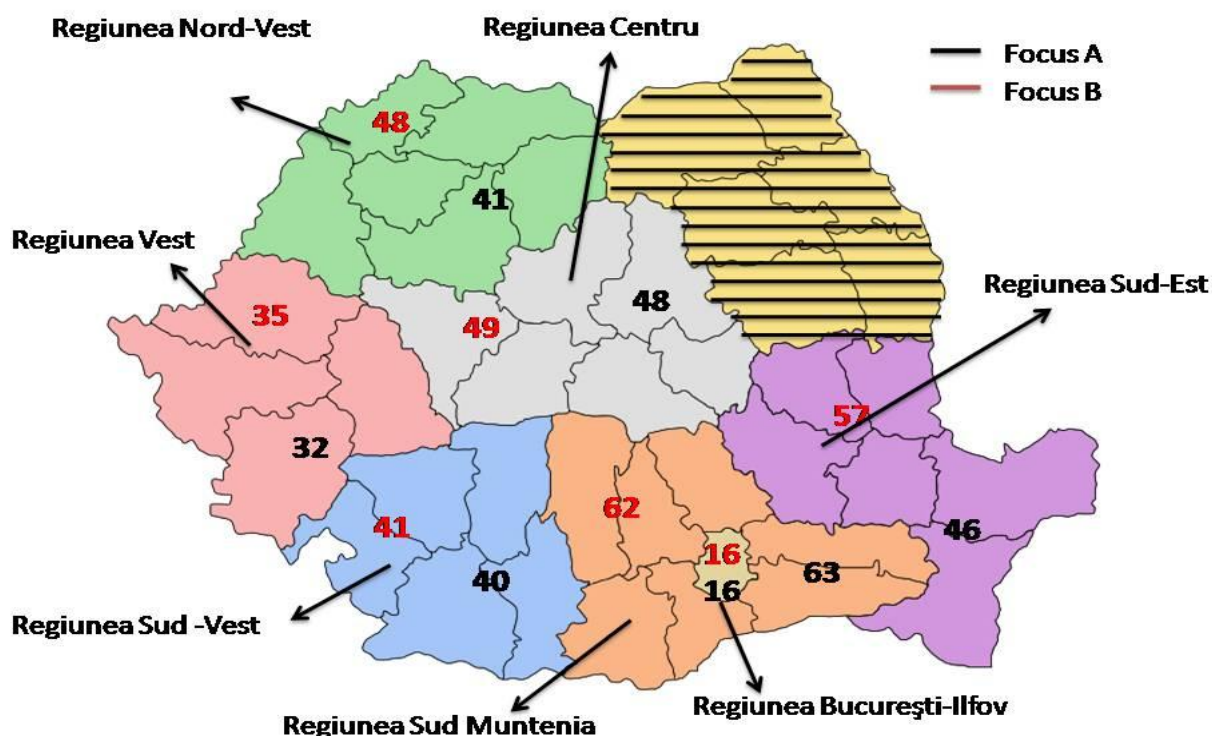 Regiunea Nord-Vest
Regiunea Centru
Focus A
Focus B
48
41
Regiunea Vest
Regiunea Sud-Est
35
49
48
57
32
62
41
46
16
40
63
16
Regiunea Sud -Vest
Regiunea Bucureşti-Ilfov
Regiunea Sud Muntenia